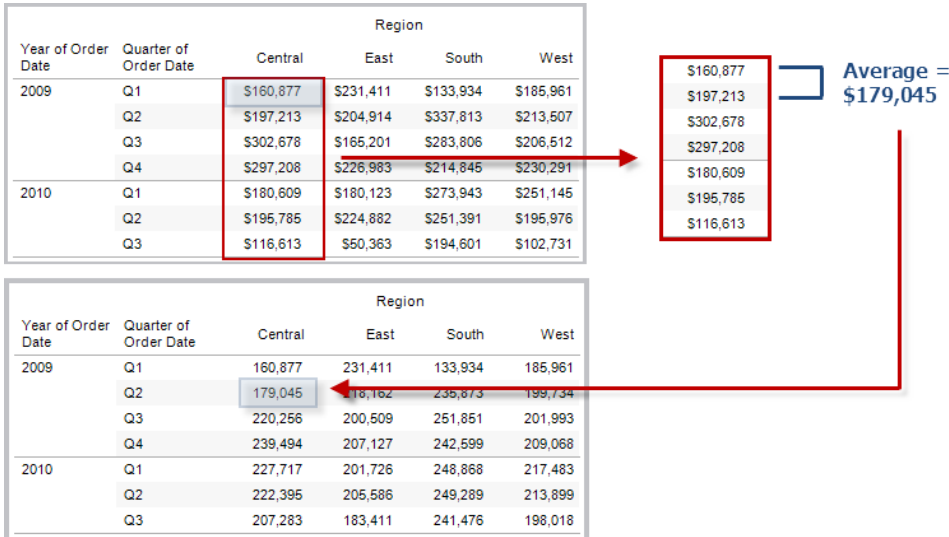 Region
Year of Order Date Quarter of Order Date Central East South West
2009 Q1 $160,877 $231,411 $133,934 $185,961
Q2 $197,213 $204,914 $337,813 $213,507
Q3 $302,678 $165,201 $283,806 $206,512
Q4 $297,208 $226,983 $214,845 $230,291
2010 Q1 $180,609 $180,123 $273,943 $251,145
Q2 $195,785 $224,882 $251,391 $195,976
Q3 $116,613 $50,363 $194,601 $102,731
$160,877
$197,213
$302,678
$297,208
$180,609
$195,785
$116,613
Average =
$179,045
Region
Year of Order Date Quarter of Order Date Central East South West
2009 Q1 160,877 231,411 133,934 185,961
Q2 179,045 218,162 235,873 199,734
Q3 220,256 200,509 251,851 201,993
Q4 239,494 207,127 242,599 209,068
2010 Q1 227,717 201,726 248,868 217,483
Q2 222,395 205,586 249,289 213,899
Q3 207,283 183,411 241,476 198,018